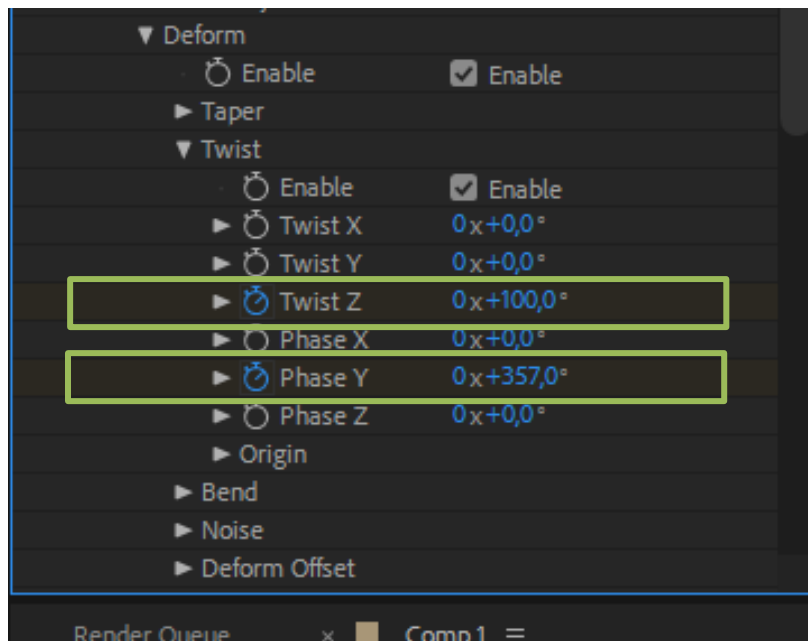 Deform
Enable Enable
Taper
Twist
Enable Enable
Twist X 0x+0,0°
Twist Y 0x+0,0°
Twist Z 0x+100,0°
Phase X 0x+0,0°
Phase Y 0x+357,0°
Phase Z 0x+0,0°
Origin
Bend
Noise
Deform Offset
Render Queue × Comp 1